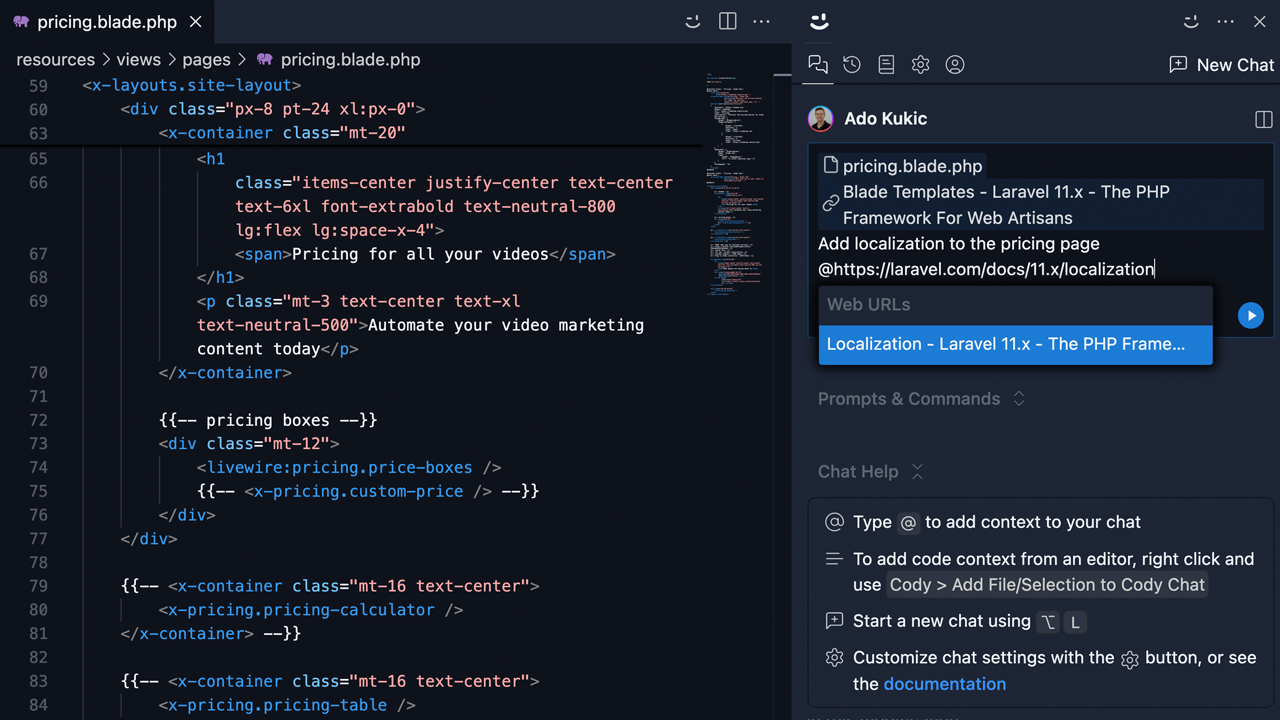 pricing.blade.php
resources > views > pages > pricing.blade.php
59 <x-layouts.site-layout>
60 <div class="px-8 pt-24 xl:px-0">
63 <x-container class="mt-20"
65 <h1
66 class="items-center justify-center text-center
text-6xl font-extrabold text-neutral-800
lg:flex lg:space-x-4">
67 <span>Pricing for all your videos</span>
68 </h1>
69 <p class="mt-3 text-center text-xl
text-neutral-500">Automate your video marketing
content today</p>
70 </x-container>
71
72 {{-- pricing boxes --}}
73 <div class="mt-12">
74 <livewire:pricing.price-boxes />
75 {{-- <x-pricing.custom-price /> --}}
76 </div>
77 </div>
78
79 {{-- <x-container class="mt-16 text-center">
80 <x-pricing.pricing-calculator />
81 </x-container> --}}
82
83 {{-- <x-container class="mt-16 text-center">
84 <x-pricing.pricing-table />
New Chat
Ado Kukic
pricing.blade.php
Blade Templates - Laravel 11.x - The PHP
Framework For Web Artisans
Add localization to the pricing page
@https://laravel.com/docs/11.x/localization
Web URLs
Localization - Laravel 11.x - The PHP Frame...
Prompts & Commands
Chat Help
Type @ to add context to your chat
To add code context from an editor, right click and
use Cody > Add File/Selection to Cody Chat
Start a new chat using ⌥ L
Customize chat settings with the button, or see
the documentation